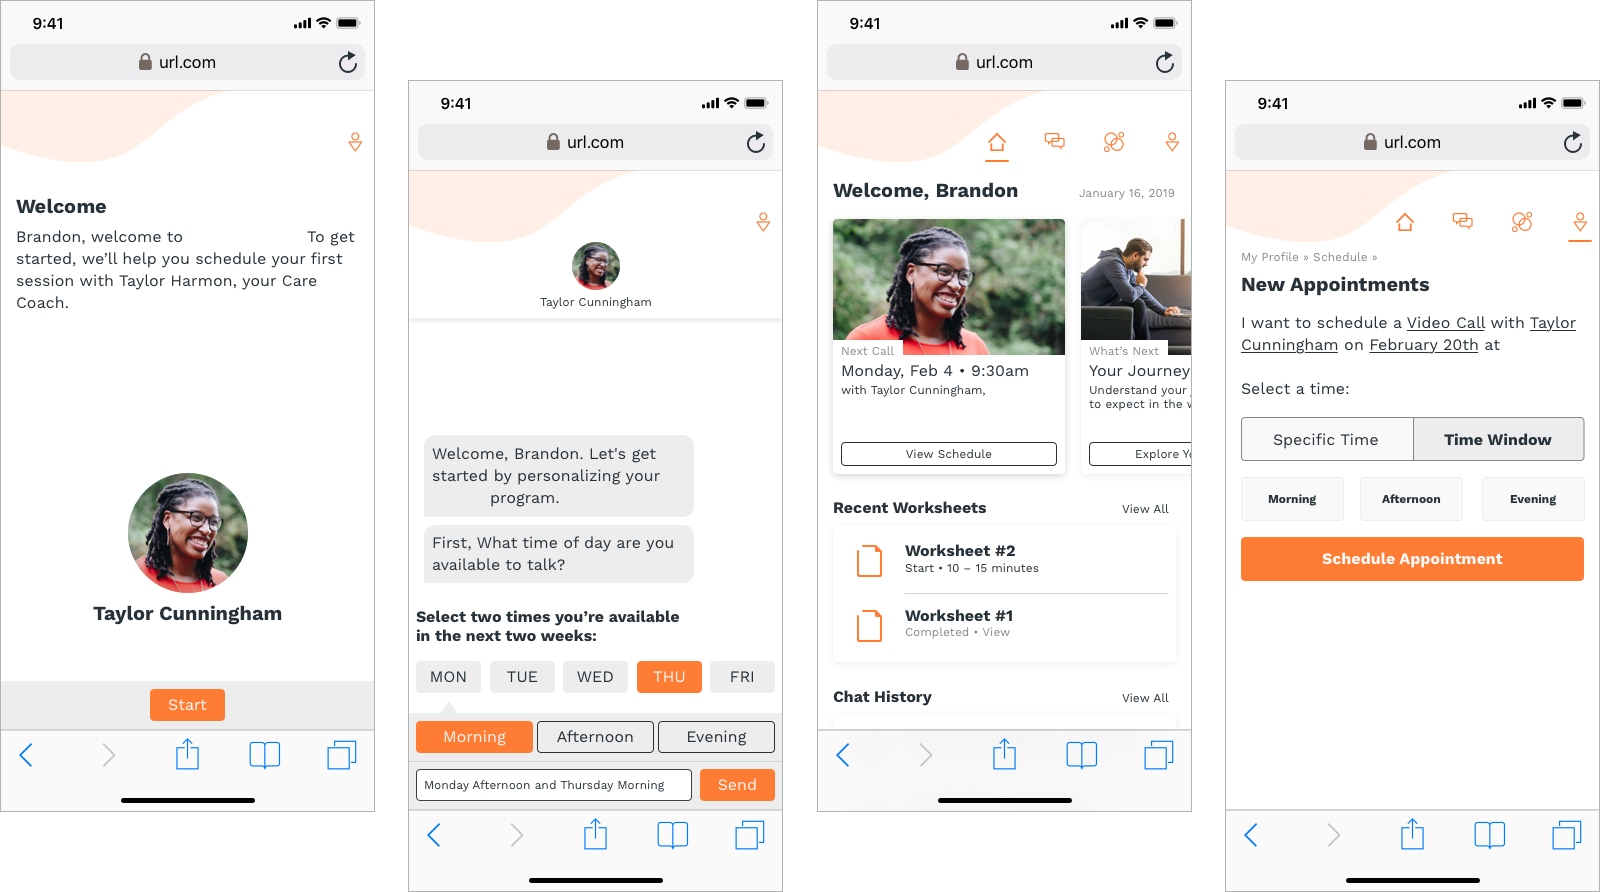 9:41
url.com
Welcome
Brandon, welcome to To get
started, we’ll help you schedule your first
session with Taylor Harmon, your Care
Coach.
Taylor Cunningham
Start
9:41
url.com
Taylor Cunningham
Welcome, Brandon. Let's get
started by personalizing your
program.
First, What time of day are you
available to talk?
Select two times you’re available
in the next two weeks:
MON TUE WED THU FRI
Morning Afternoon Evening
Monday Afternoon and Thursday Morning Send
9:41
url.com
Welcome, Brandon January 16, 2019
Next Call
Monday, Feb 4 • 9:30am
with Taylor Cunningham,
View Schedule
What’s Next
Your Journey
Understand your
to expect in the
Explore
Recent Worksheets View All
Worksheet #2
Start • 10 – 15 minutes
Worksheet #1
Completed • View
Chat History View All
9:41
url.com
My Profile » Schedule »
New Appointments
I want to schedule a Video Call with Taylor
Cunningham on February 20th at
Select a time:
Specific Time Time Window
Morning Afternoon Evening
Schedule Appointment